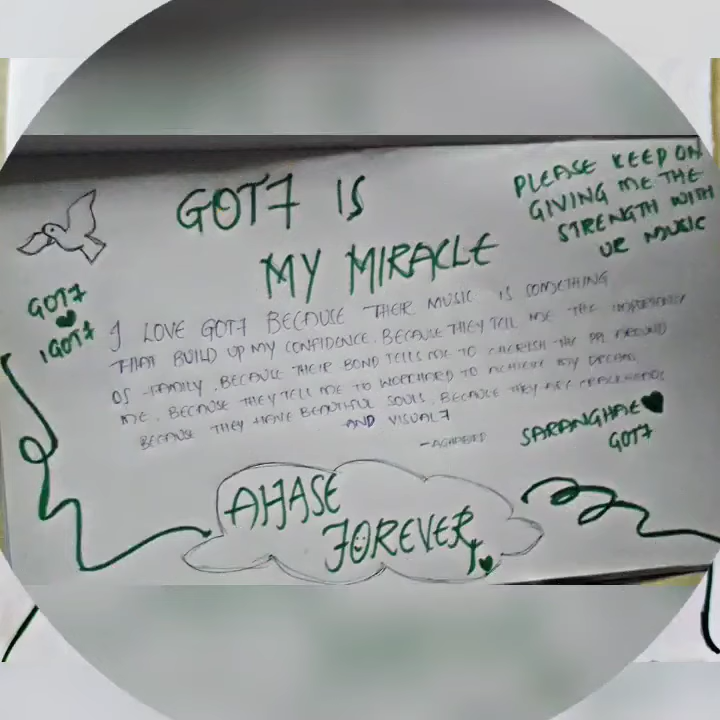 GOT7 IS
MY MIRACLE
PLEASE KEEP ON
GIVING ME THE
STRENGTH WITH
UR MUSIC
GOT7
♥
IGOT7
I LOVE GOT7 BECAUSE THEIR MUSIC IS SOMETHING
THAT BUILD UP MY CONFIDENCE. BECAUSE THEY TELL ME THE
OF FAMILY. BECAUSE THEIR BOND TELLS ME TO CHERISH THE PPL AROUND
ME. BECAUSE THEY TELL ME TO WORKHARD TO ACHIEVE MY DREAM,
BECAUSE THEY HAVE BEAUTIFUL SOULS. BECAUSE THEY ARE
AND VISUAL7
SARANGHAE ♥
GOT7
AHASE
FOREVER